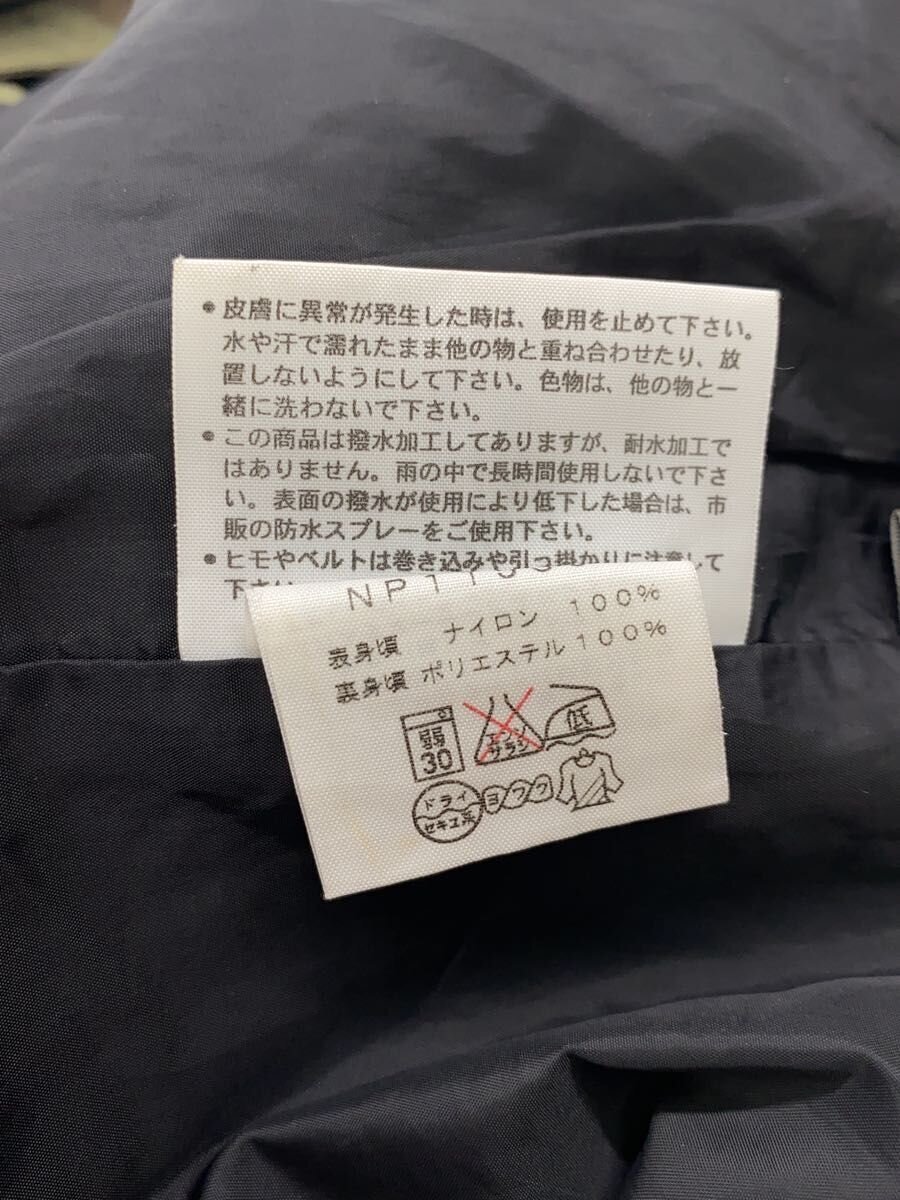 • 皮膚に異常が発生した時は、使用を止めて下さい。
水や汗で濡れたまま他の物と重ね合わせたり、放
置しないようにして下さい。色物は、他の物と一
緒に洗わないで下さい。
• この商品は撥水加工してありますが、耐水加工で
はありません。雨の中で長時間使用しないで下さ
い。表面の撥水が使用により低下した場合は、市
販の防水スプレーをご使用下さい。
• ヒモやベルトは巻き込みや引っ掛かりに注意して
下さい
表身頃 ナイロン 100%
裏身頃 ポリエステル100%
弱
30
エンソ
サラシ
低
ドライ
セキユ系
ヨワク